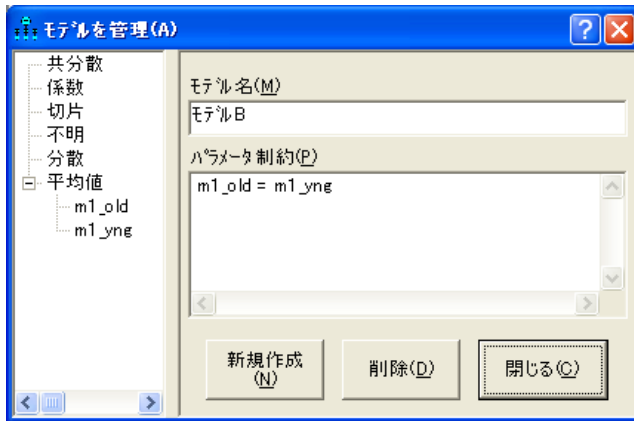 モデルを管理(A)
共分散
係数
切片
不明
分散
平均値
m1_old
m1_yng
モデル名(M)
モデルB
パラメータ制約(P)
m1_old = m1_yng
新規作成
(N)
削除(D)
閉じる(C)